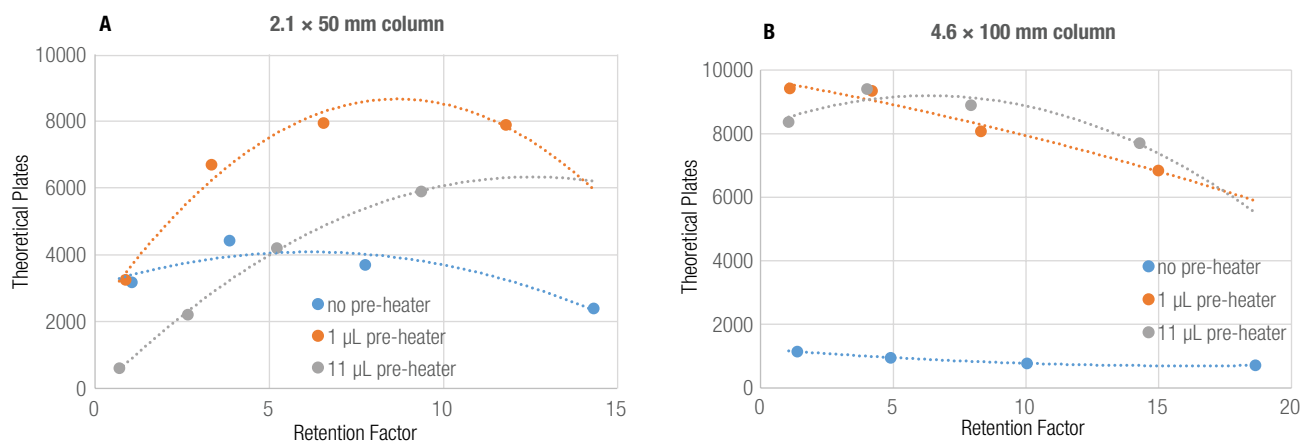 A
2.1 × 50 mm column
10000
8000
6000
4000
2000
0
Theoretical Plates
no pre-heater
1 µL pre-heater
11 µL pre-heater
0 5 10 15
Retention Factor
B
4.6 × 100 mm column
10000
8000
6000
4000
2000
0
Theoretical Plates
no pre-heater
1 µL pre-heater
11 µL pre-heater
0 5 10 15 20
Retention Factor